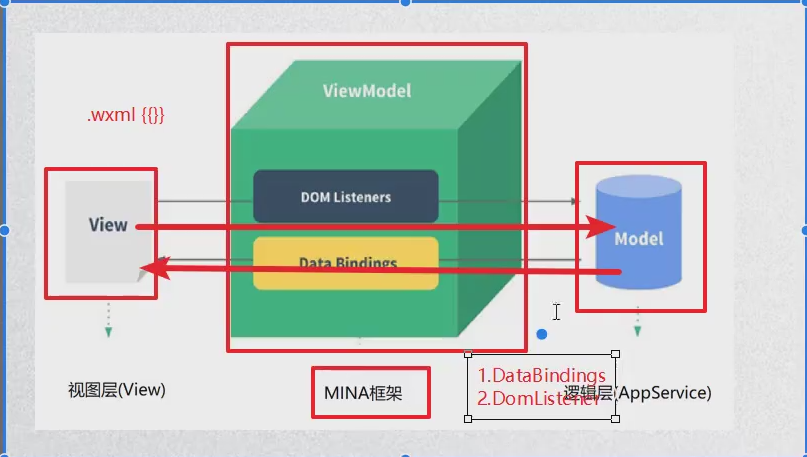 ViewModel
.wxml {{}}
DOM Listeners
View
Model
Data Bindings
视图层(View)
MINA框架
1.DataBindings
2.DomListener
逻辑层(AppService)